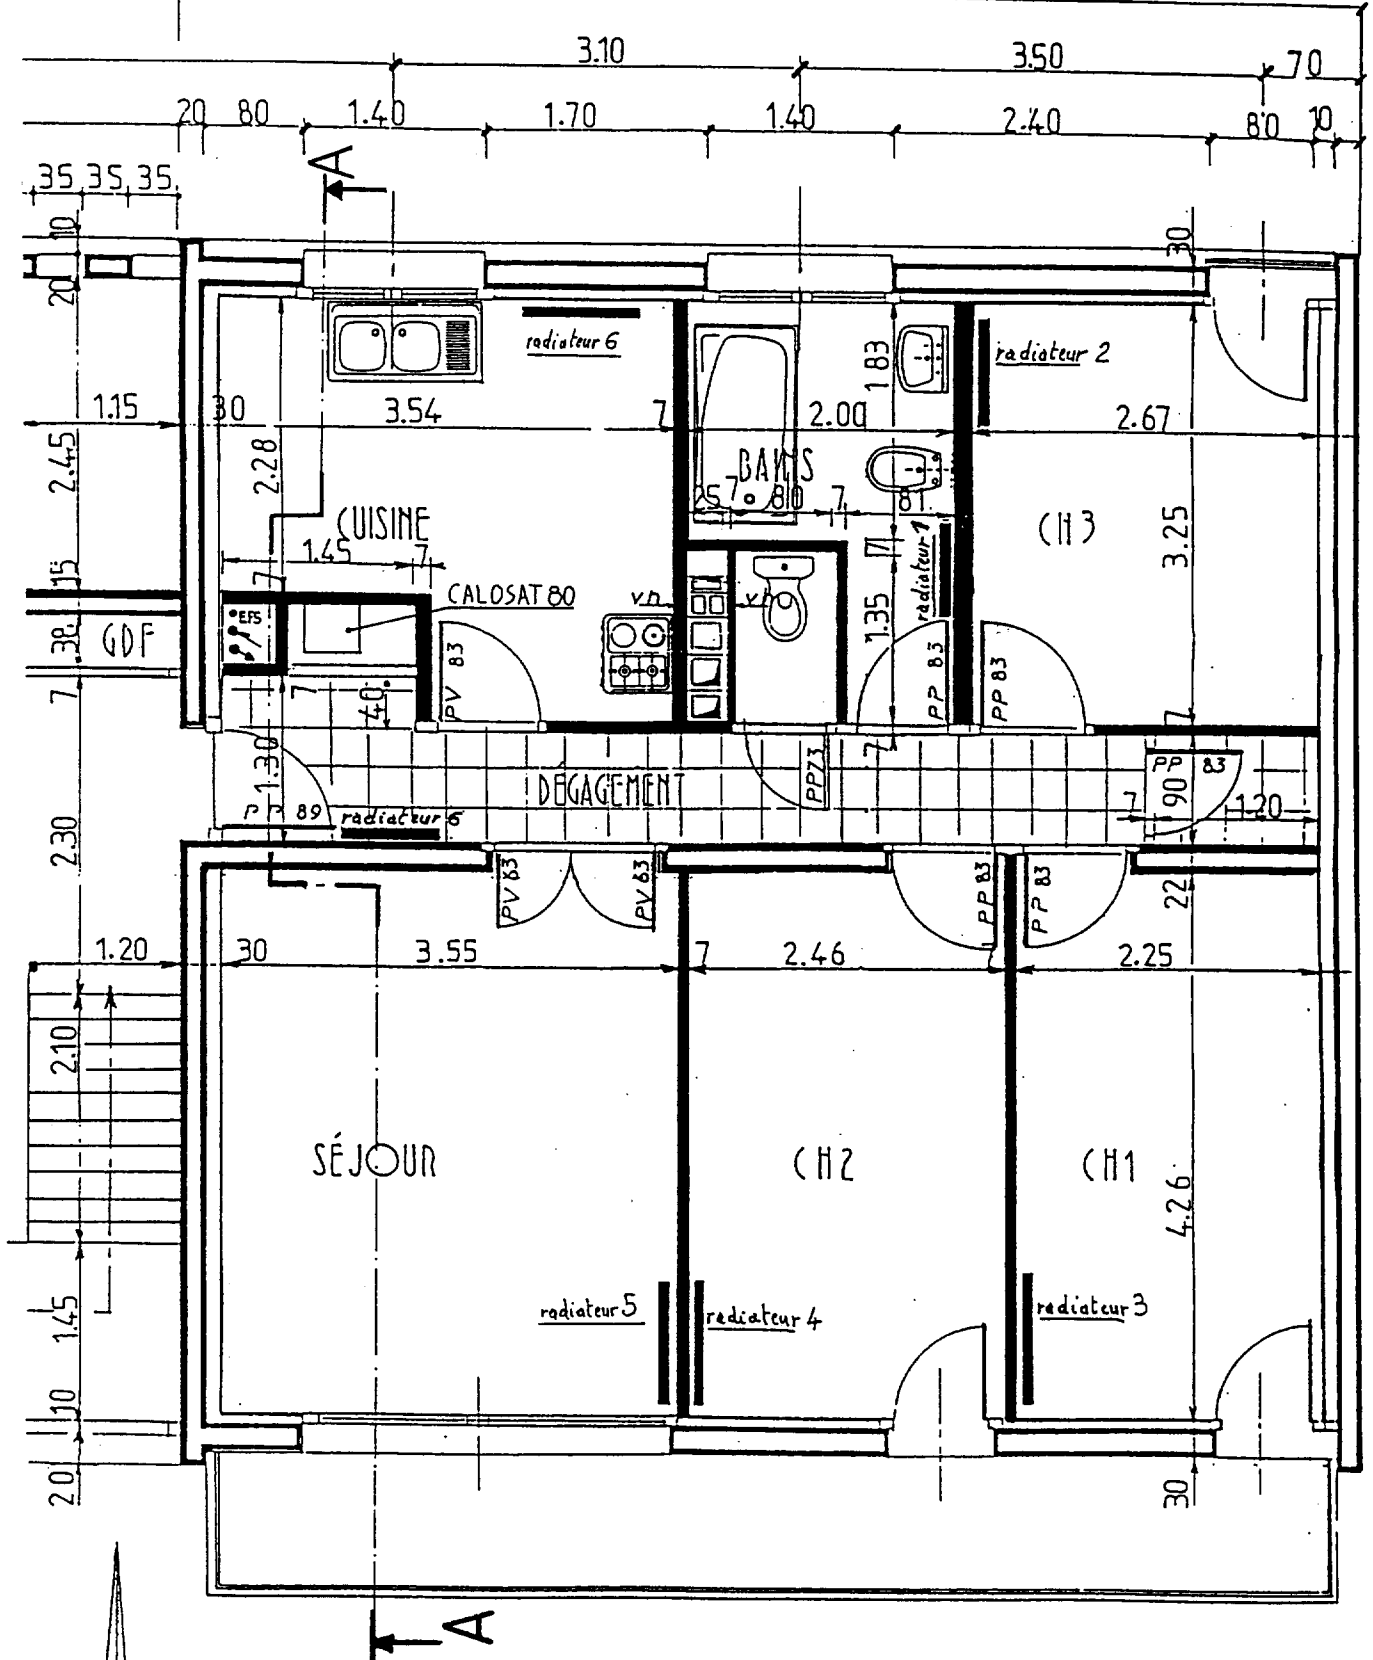 3.10 3.50 70
20 80 1.40 1.70 1.40 2.40 80 10
A
35 35 35
10
30
20
radiateur 6
1.83
radiateur 2
1.15 30 3.54 7 2.00 2.67
2.45
2.28
BAINS
25 7 80 7 81
CUISINE
CH3
3.25
1.45 7
7
radiateur 1
15
7
CALOSAT 80
vh vh
EFS
1.35
38
GDF
PV 83
PP 83
PP 83
7
7
40
7
7
1.30
DÉGAGEMENT
PP73
PP 83
90
7
1.20
PP 89
radiateur 6
2.30
PV 83
PV 83
PP 83
PP 83
22
1.20 30 3.55 7 2.46 2.25
2.10
SÉJOUR
CH2
CH1
4.26
1.45
radiateur 5
radiateur 4
radiateur 3
10
20
30
A